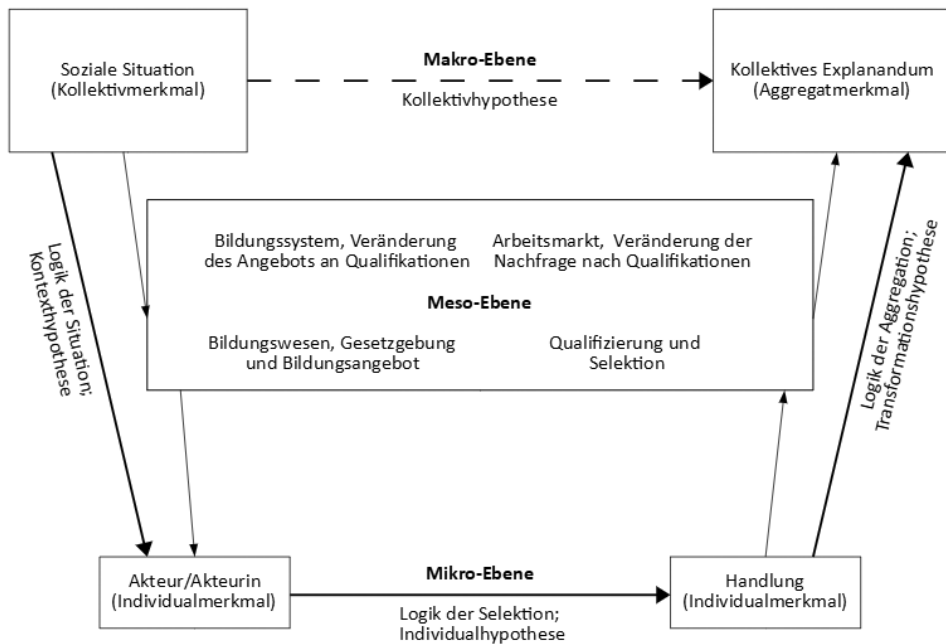 Soziale Situation
(Kollektivmerkmal)
Makro-Ebene
Kollektivhypothese
Kollektives Explanandum
(Aggregatmerkmal)
Logik der Situation;
Kontexthypothese
Bildungssystem, Veränderung
des Angebots an Qualifikationen
Arbeitsmarkt, Veränderung der
Nachfrage nach Qualifikationen
Meso-Ebene
Bildungswesen, Gesetzgebung
und Bildungsangebot
Qualifizierung und
Selektion
Logik der Aggregation;
Transformationshypothese
Akteur/Akteurin
(Individualmerkmal)
Mikro-Ebene
Logik der Selektion;
Individualhypothese
Handlung
(Individualmerkmal)